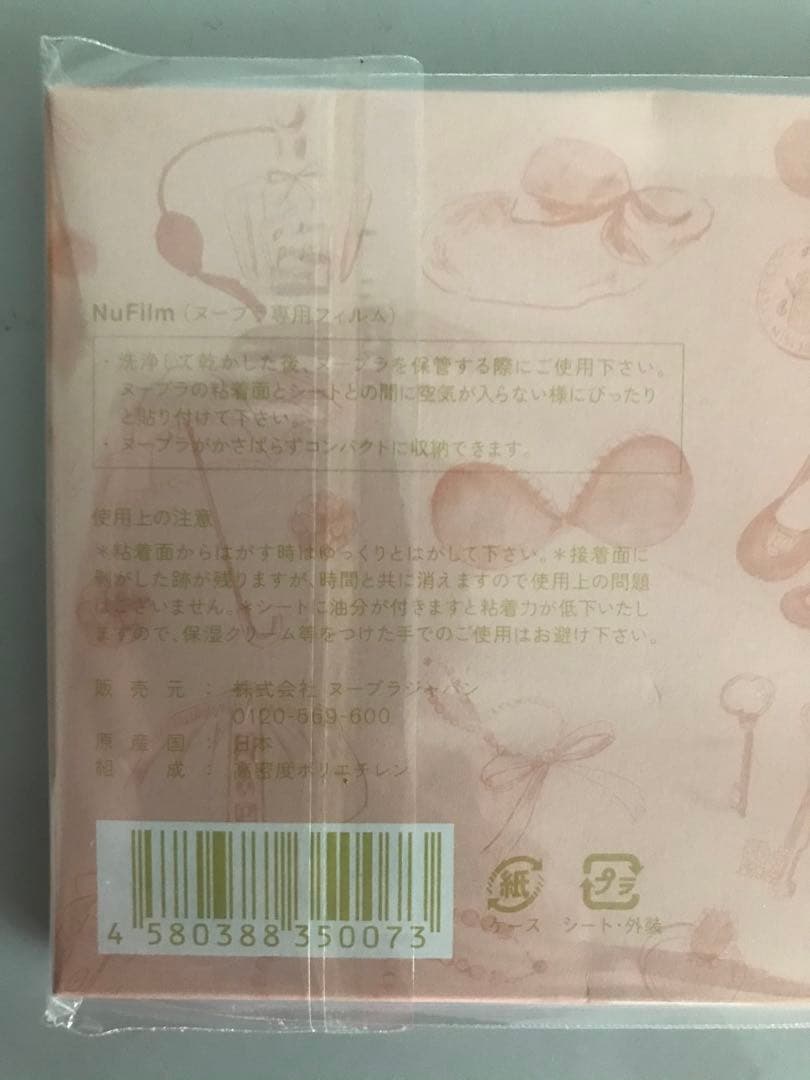 NuFilm (ヌーブラ専用フィルム)
・洗浄して乾かした後、ヌーブラを保管する際にご使用下さい。
ヌーブラの粘着面とシートとの間に空気が入らない様にぴったり
と貼り付けて下さい。
・ヌーブラがかさばらずコンパクトに収納できます。
使用上の注意
＊粘着面からはがす時はゆっくりとはがして下さい。＊接着面に
剥がした跡が残りますが、時間と共に消えますので使用上の問題
はございません。＊シートに油分が付きますと粘着力が低下いたし
ますので、保湿クリーム等をつけた手でのご使用はお避け下さい。
販売元：株式会社 ヌーブラジャパン
0120-569-600
原産国：日本
組成：高密度ポリエチレン
4 580388 350073
紙 プラ
ケース シート・外装